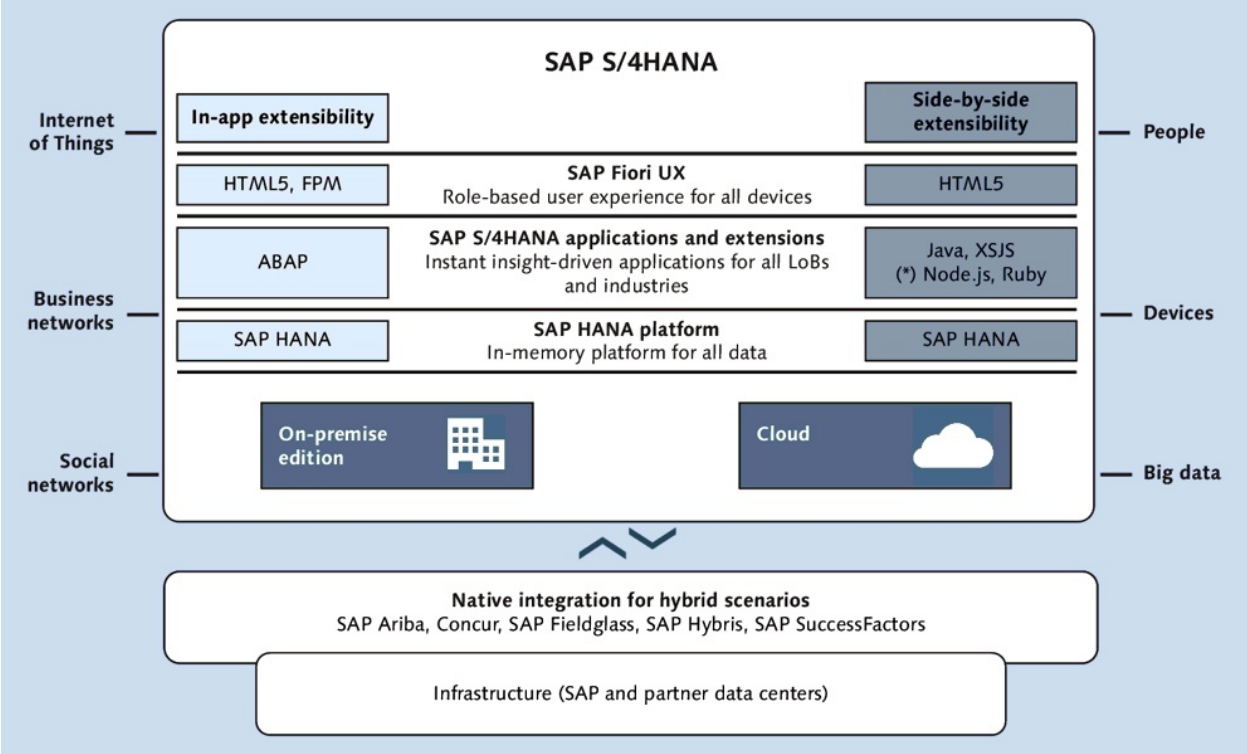 SAP S/4HANA
Internet
of Things
In-app extensibility
Side-by-side
extensibility
People
HTML5, FPM
SAP Fiori UX
Role-based user experience for all devices
HTML5
ABAP
SAP S/4HANA applications and extensions
Instant insight-driven applications for all LoBs
and industries
Java, XSJS
(*) Node.js, Ruby
Business
networks
Devices
SAP HANA
SAP HANA platform
In-memory platform for all data
SAP HANA
On-premise
edition
Cloud
Social
networks
Big data
Native integration for hybrid scenarios
SAP Ariba, Concur, SAP Fieldglass, SAP Hybris, SAP SuccessFactors
Infrastructure (SAP and partner data centers)